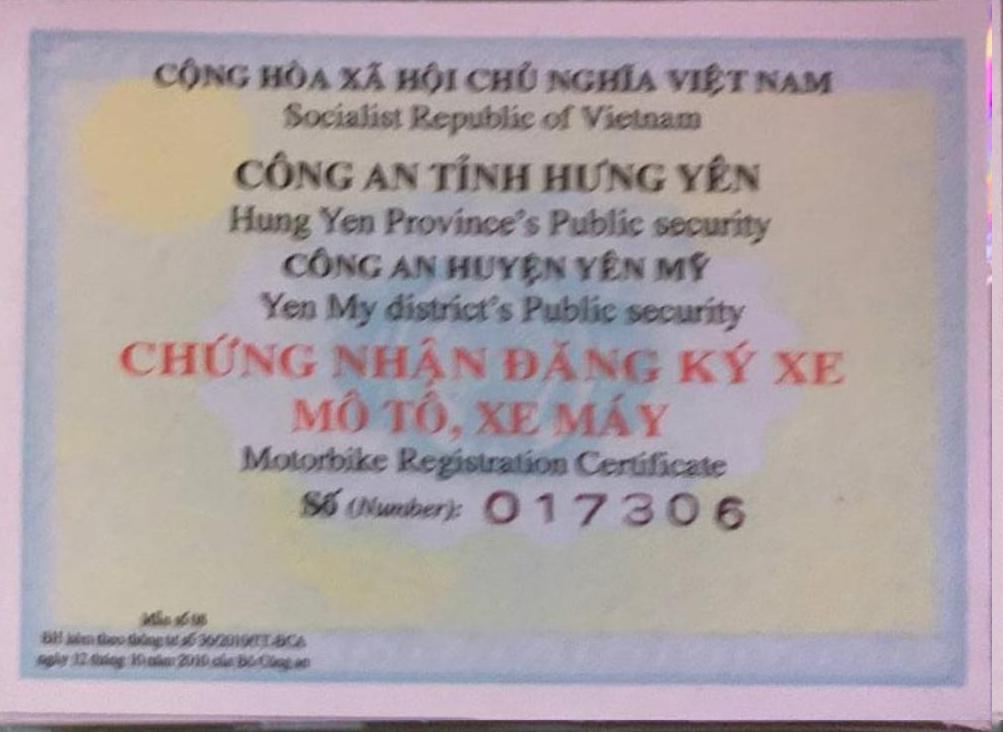 CỘNG HÒA XÃ HỘI CHỦ NGHĨA VIỆT NAM
Socialist Republic of Vietnam
CÔNG AN TỈNH HƯNG YÊN
Hung Yen Province's Public security
CÔNG AN HUYỆN YÊN MỸ
Yen My district's Public security
CHỨNG NHẬN ĐĂNG KÝ XE
MÔ TÔ, XE MÁY
Motorbike Registration Certificate
Số (Number): 017306
Mẫu số
BH kèm theo thông tư số 36/2010/TT-BCA
ngày 12 tháng 10 năm 2010 của Bộ Công an